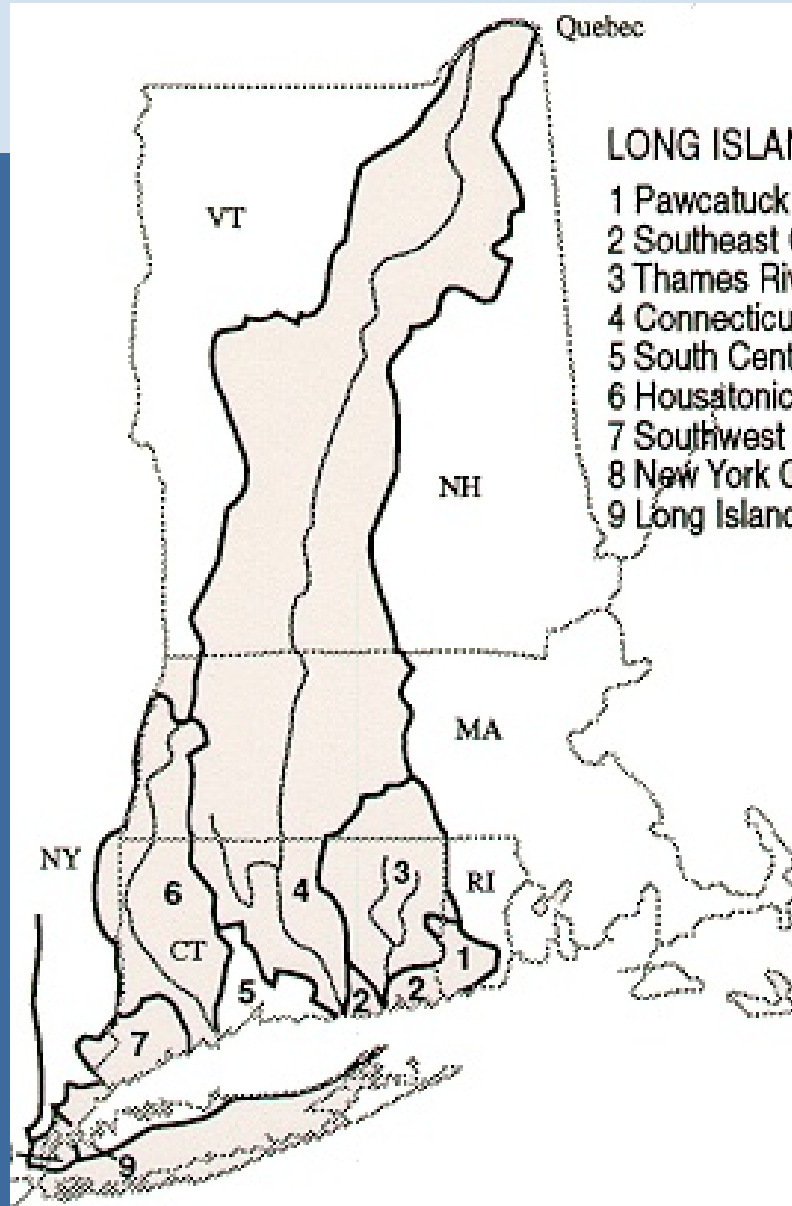 Quebec
LONG ISLAN
VT
1 Pawcatuck
2 Southeast
3 Thames Riv
4 Connecticu
5 South Cent
6 Housatonic
7 Southwest
8 New York
9 Long Island
NH
MA
NY
3
RI
6
4
CT
1
5
2
2
7
9